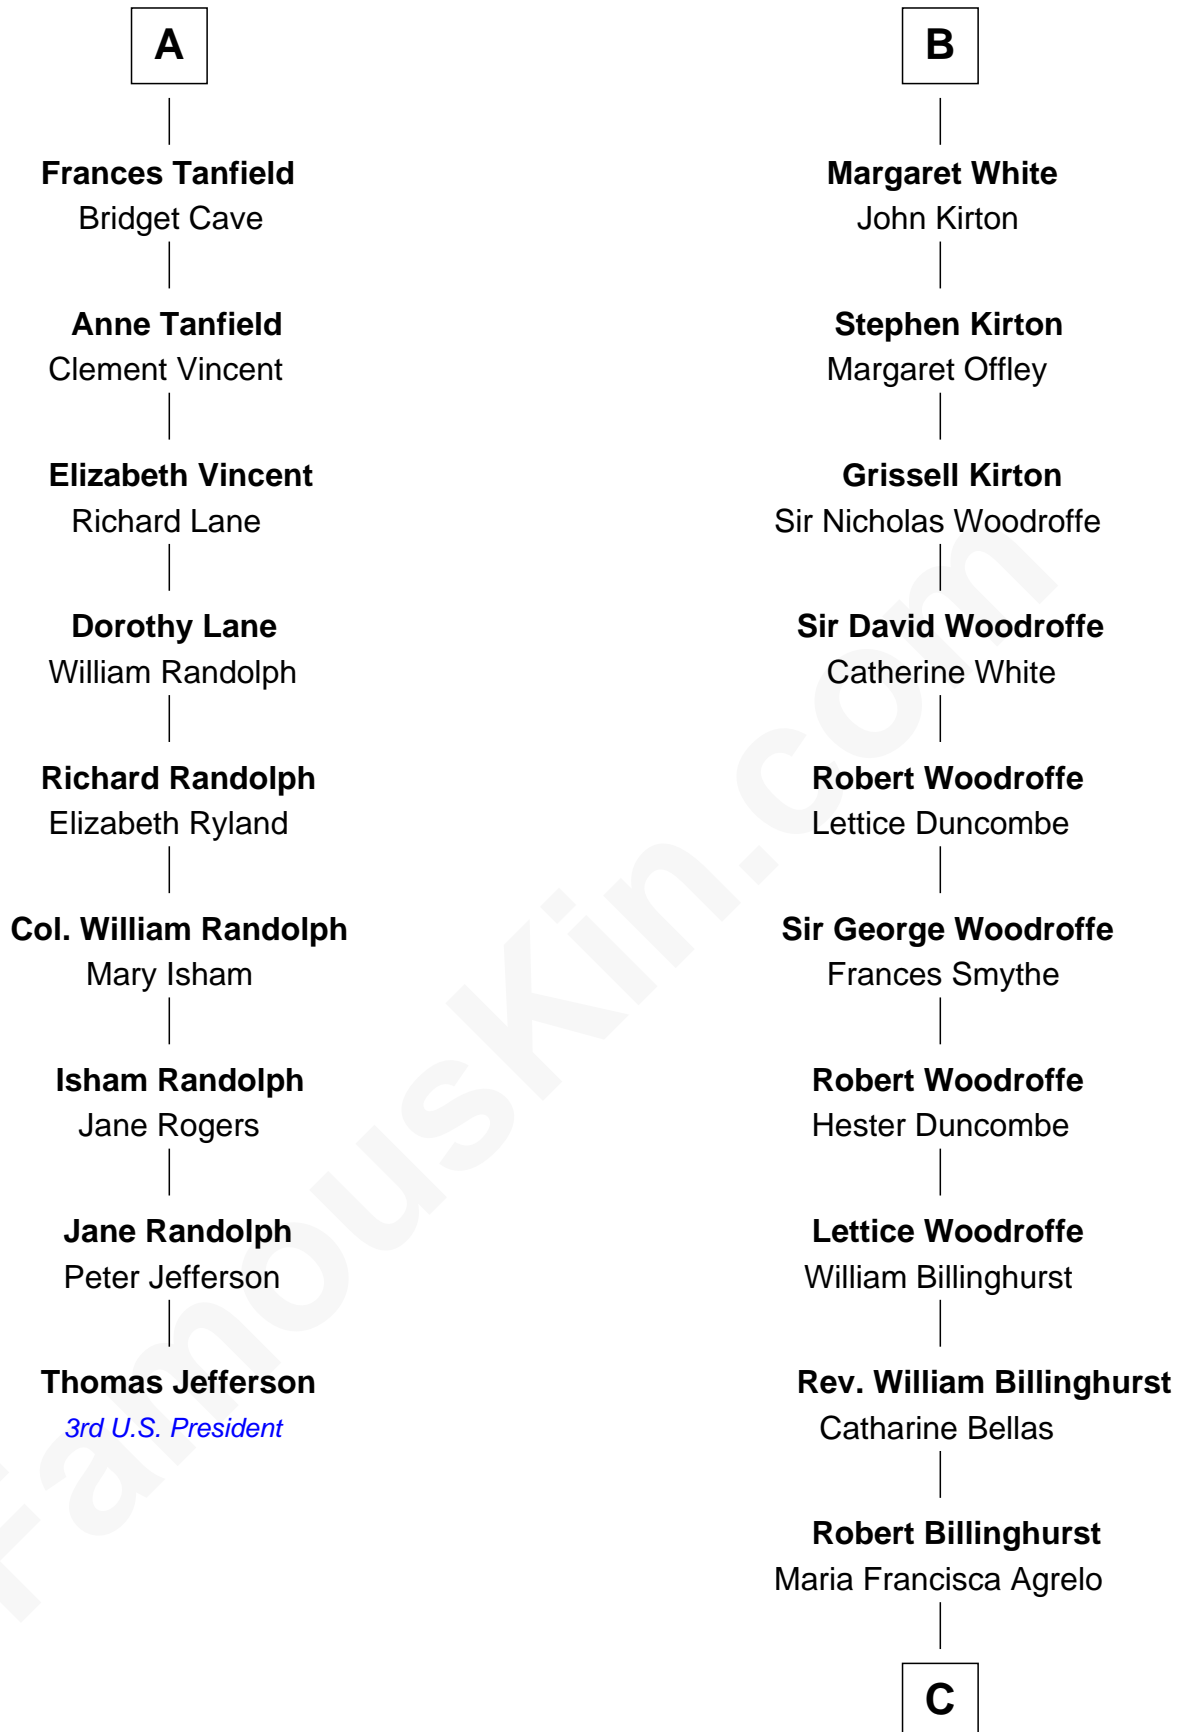 A
Frances Tanfield
Bridget Cave
Anne Tanfield
Clement Vincent
Elizabeth Vincent
Richard Lane
Dorothy Lane
William Randolph
Richard Randolph
Elizabeth Ryland
Col. William Randolph
Mary Isham
Isham Randolph
Jane Rogers
Jane Randolph
Peter Jefferson
Thomas Jefferson
3rd U.S. President
B
Margaret White
John Kirton
Stephen Kirton
Margaret Offley
Grissell Kirton
Sir Nicholas Woodroffe
Sir David Woodroffe
Catherine White
Robert Woodroffe
Lettice Duncombe
Sir George Woodroffe
Frances Smythe
Robert Woodroffe
Hester Duncombe
Lettice Woodroffe
William Billinghurst
Rev. William Billinghurst
Catharine Bellas
Robert Billinghurst
Maria Francisca Agrelo
C
FamousKin.com